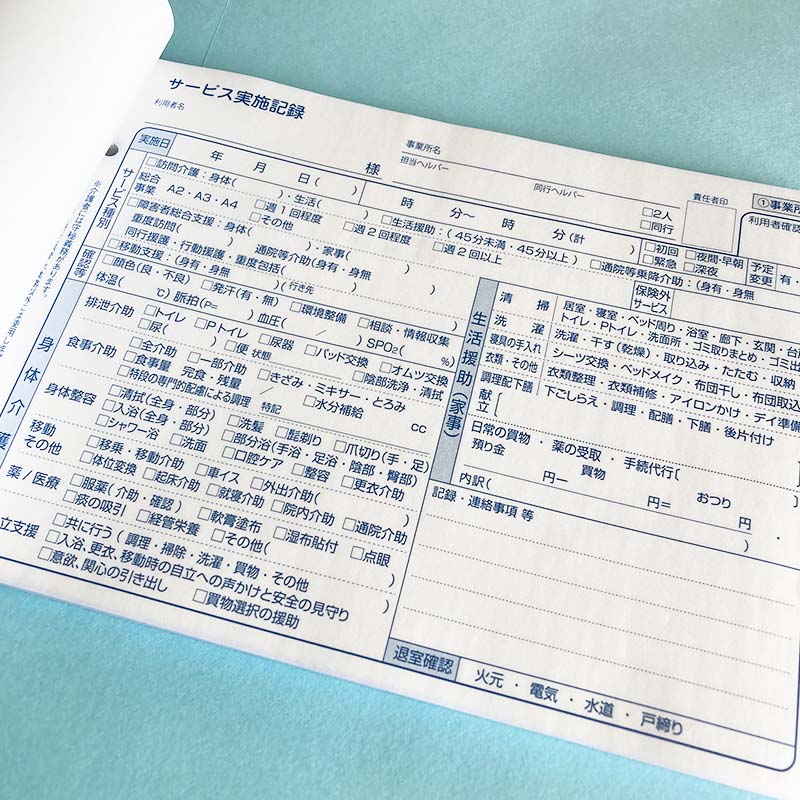 サービス実施記録
利用者名
様
事業所名
担当ヘルパー
同行ヘルパー
責任者印
①事業所
利用者確認
実施日
年 月 日( )
時 分〜 時 分(計 )
□2人
□同行
□初回 □夜間・早朝
□緊急 □深夜
予定変更
有・
サービス種別
□訪問介護:身体( )・生活( ) □生活援助:(45分未満・45分以上)
総合事業 A2・A3・A4 □週1回程度 □週2回程度 □週2回以上
□その他
□通院等乗降介助:(身有・身無
□障害者総合支援:身体( )・家事( )
重度訪問( ) 通院等介助(身有・身無
同行援護・行動援護・重度包括( )
□移動支援:(身有・身無 )(行き先 )
保険外サービス
確認等
□顔色(良・不良) □発汗(有・無) □環境整備 □相談・情報収集
体温( ℃) 脈拍(P= ) 血圧( / ) SPO2( %)
身体介護
排泄介助
□トイレ □Pトイレ □尿器 □パッド交換 □オムツ交換
□尿( ) □便 状態 □陰部洗浄・清拭
食事介助
□全介助 □一部介助 □きざみ・ミキサー・とろみ
□食事量 完食・残量 / □水分補給 cc
□特段の専門的配慮による調理 特記
身体整容
□清拭(全身・部分) □洗髪 □髭剃り □爪切り(手・足)
□入浴(全身・部分) □部分浴(手浴・足浴・陰部・臀部)
□シャワー浴 □洗面 □口腔ケア □整容 □更衣介助
移動その他
□移乗・移動介助 □車イス □外出介助( )
□体位変換 □起床介助 □就寝介助 □院内介助 □通院介助
薬/医療
□服薬(介助・確認) □軟膏塗布 □湿布貼付 □点眼
□痰の吸引 □経管栄養 □その他( )
立支援
□共に行う(調理・掃除・洗濯・買物・その他 )
□入浴、更衣、移動時の自立への声かけと安全の見守り
□意欲、関心の引き出し □買物選択の援助
生活援助(家事)
清掃
居室・寝室・ベッド周り・浴室・廊下・玄関・台
トイレ・Pトイレ・洗面所・ゴミ取りまとめ・ゴミ出
洗濯
洗濯・干す(乾燥)・取り込み・たたむ・収納
寝具の手入れ
シーツ交換・ベッドメイク・布団干し・布団取込
衣類・その他
衣類整理・衣類補修・アイロンかけ・デイ準備
調理配下膳
下ごしらえ・調理・配膳・下膳・後片付け
献立〔
日常の買物・薬の受取・手続代行〔
預り金 円ー 買物 円= おつり 円
内訳( )
記録・連絡事項 等
退室確認
火元・電気・水道・戸締り